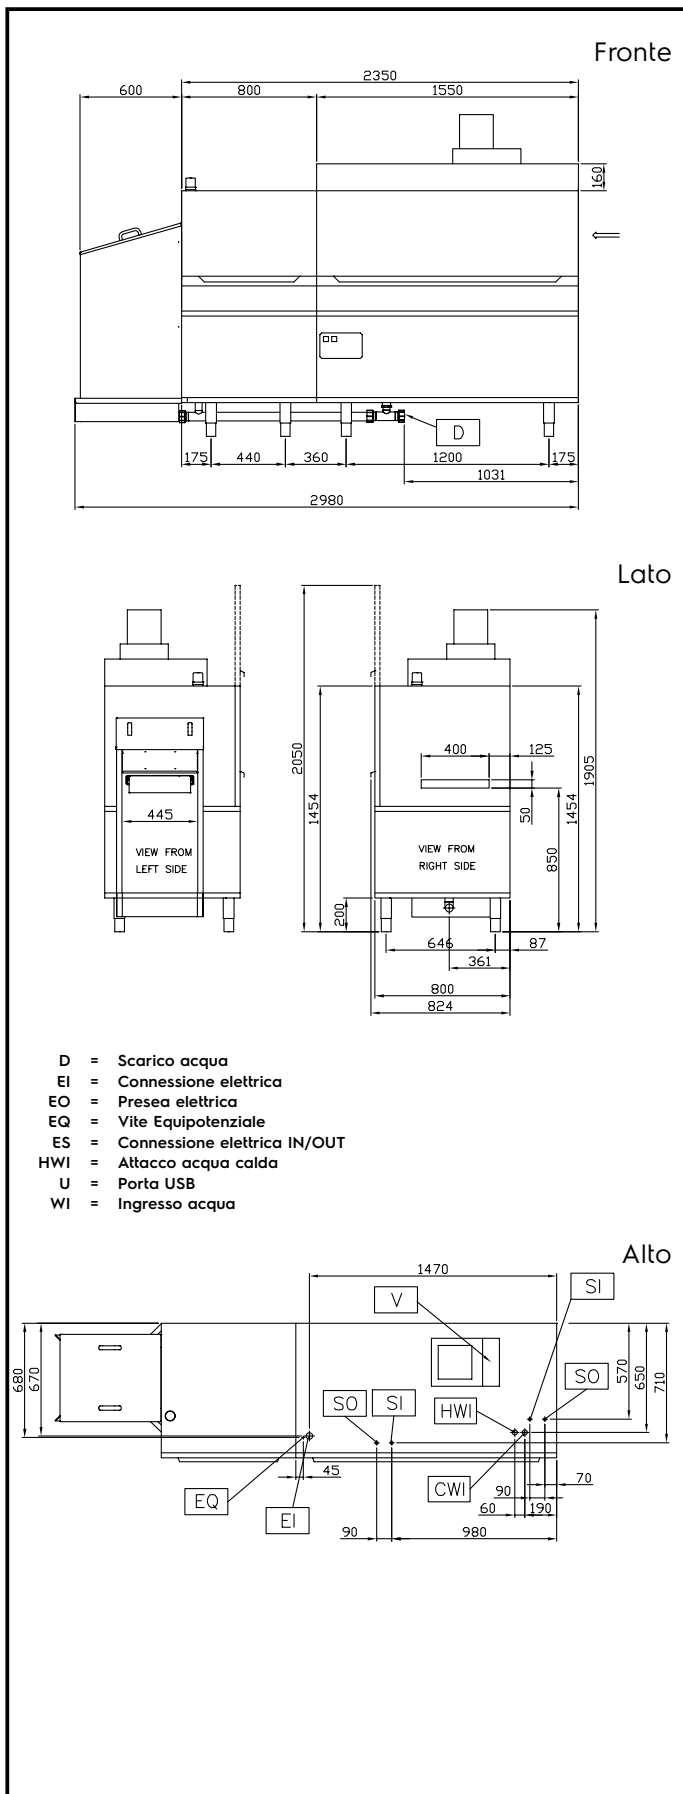 Fronte
2350
600 800 1550
160
D
175 440 360 1200 175
1031
2980
Lato
400 125
2050
1454
50
1454
1905
850
445
VIEW FROM
LEFT SIDE
VIEW FROM
RIGHT SIDE
200
646 87
361
800
824
D = Scarico acqua
EI = Connessione elettrica
EO = Presea elettrica
EQ = Vite Equipotenziale
ES = Connessione elettrica IN/OUT
HWI = Attacco acqua calda
U = Porta USB
WI = Ingresso acqua
Alto
1470
SI
V
680
670
570
650
710
SO
SI
SO
HWI
45
70
CWI
90
EQ
60 190
EI
90 980